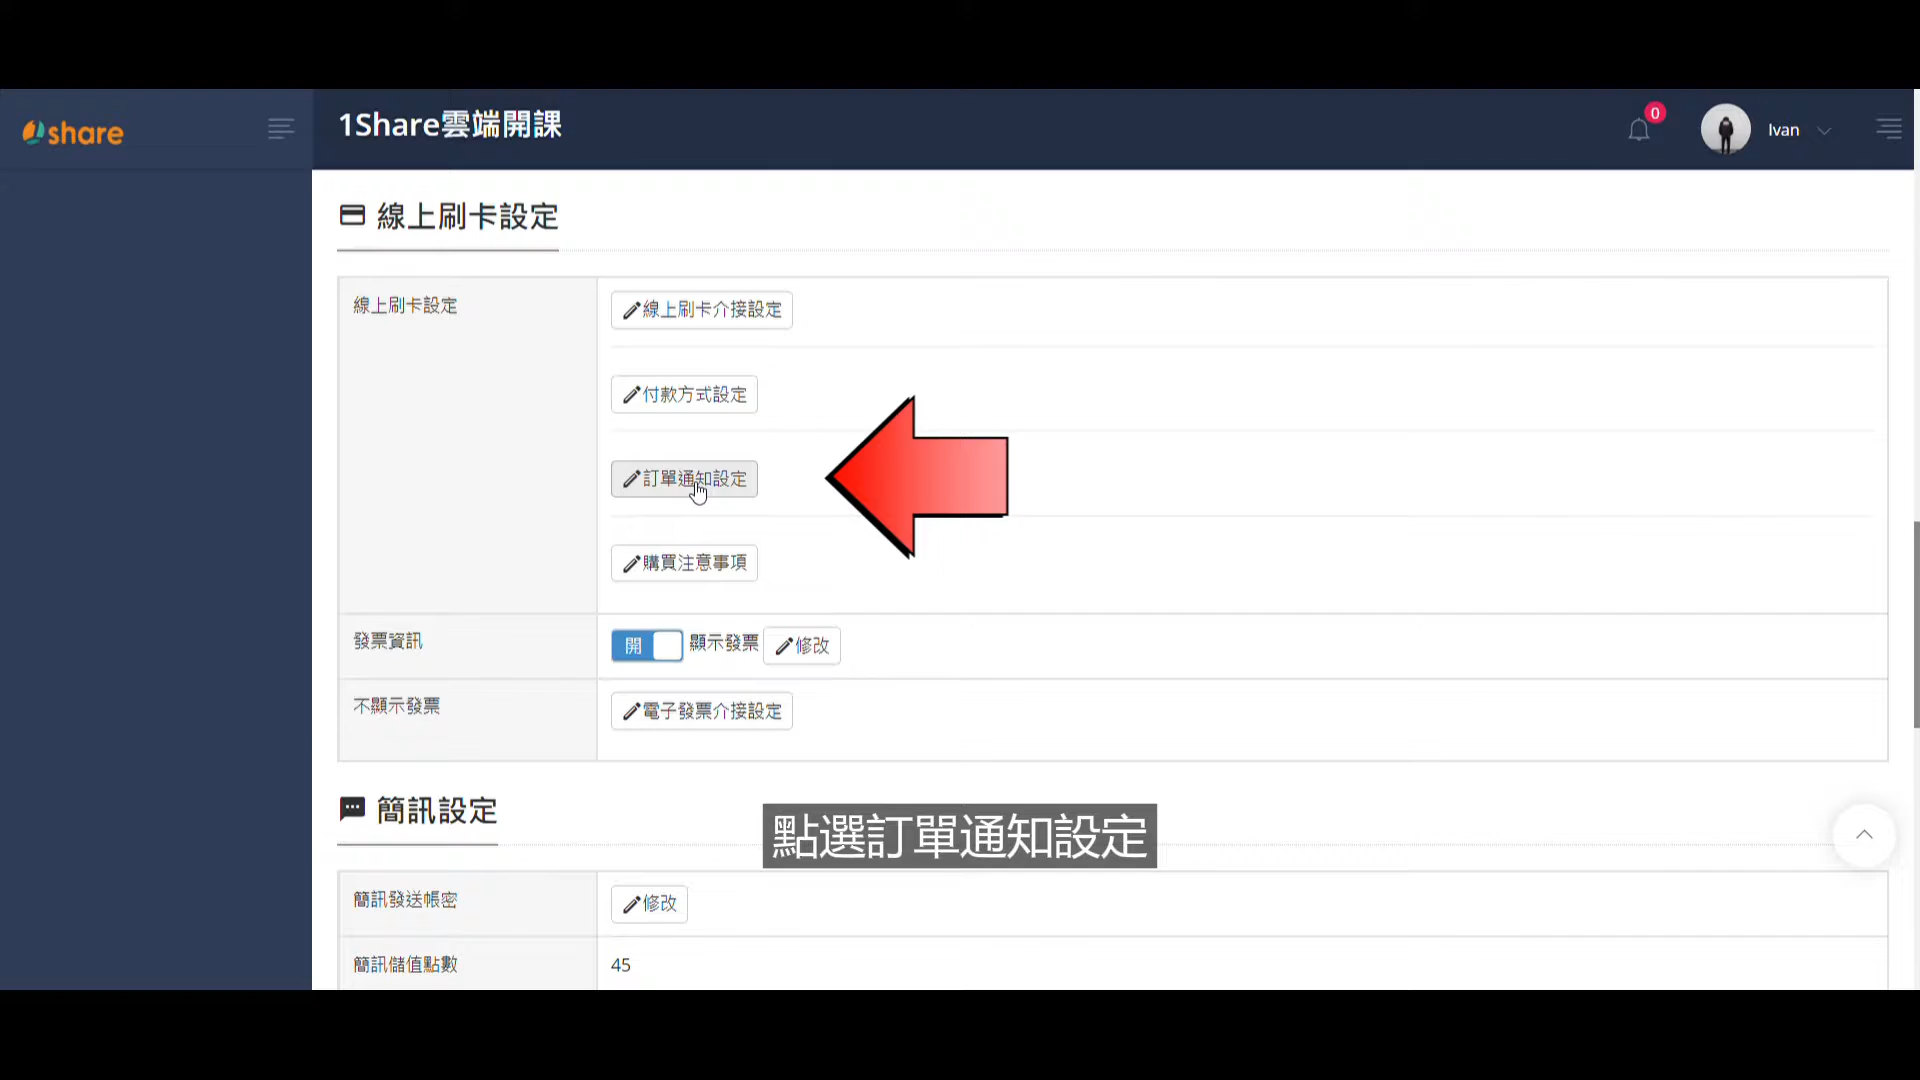 share
1Share雲端開課
0
Ivan
線上刷卡設定
線上刷卡設定
線上刷卡介接設定
付款方式設定
訂單通知設定
購買注意事項
發票資訊
開 顯示發票 修改
不顯示發票
電子發票介接設定
簡訊設定
點選訂單通知設定
簡訊發送帳密
修改
簡訊儲值點數
45